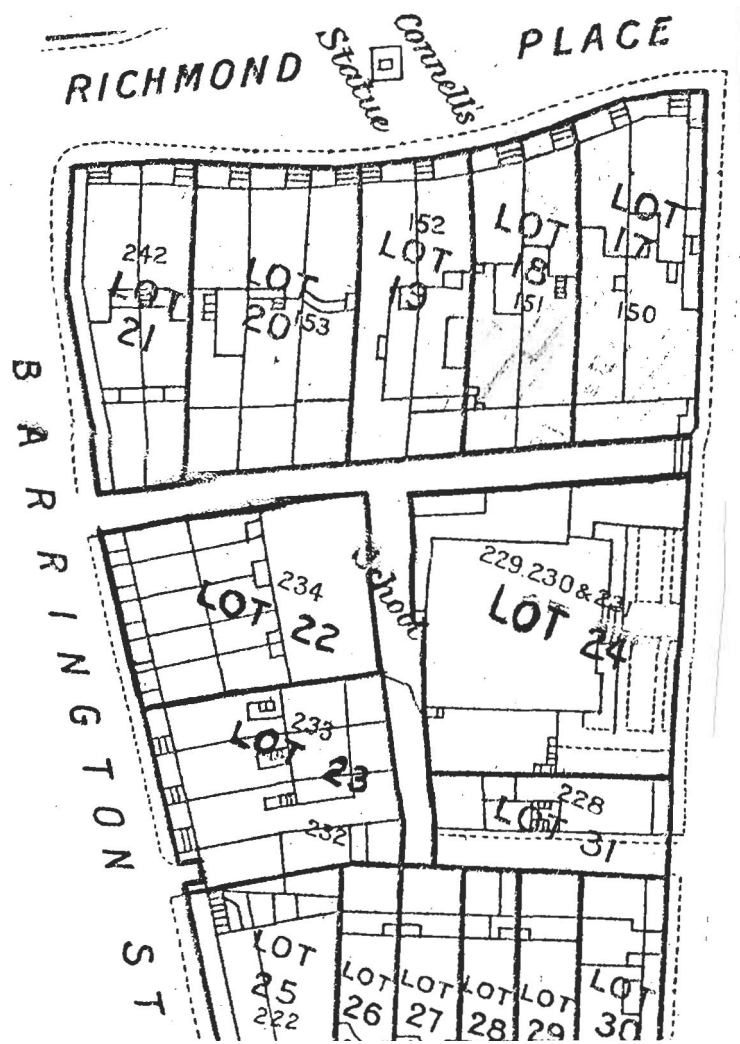 RICHMOND PLACE
Connell's
Statue
242
LOT
21
LOT
20
153
152
LOT
19
LOT
18
151
LOT
17
150
BARRINGTON ST
School
234
LOT
22
229.230 & 231
LOT
24
233
LOT
23
232
228
LOT
31
LOT
25
222
LOT
26
LOT
27
LOT
28
LOT
29
LOT
30